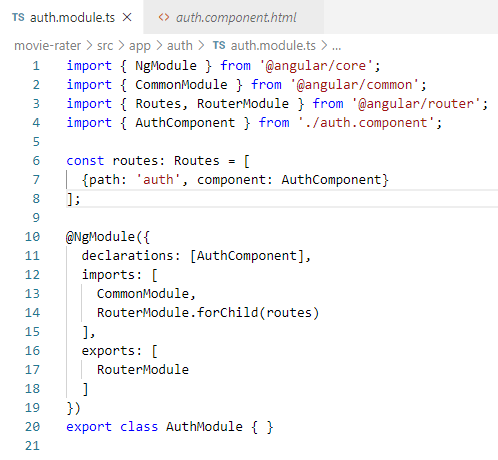 TS auth.module.ts ×
<> auth.component.html
movie-rater > src > app > auth > TS auth.module.ts > ...
1 import { NgModule } from '@angular/core';
2 import { CommonModule } from '@angular/common';
3 import { Routes, RouterModule } from '@angular/router';
4 import { AuthComponent } from './auth.component';
5
6 const routes: Routes = [
7   {path: 'auth', component: AuthComponent}
8 ];
9
10 @NgModule({
11   declarations: [AuthComponent],
12   imports: [
13     CommonModule,
14     RouterModule.forChild(routes)
15   ],
16   exports: [
17     RouterModule
18   ]
19 })
20 export class AuthModule { }
21